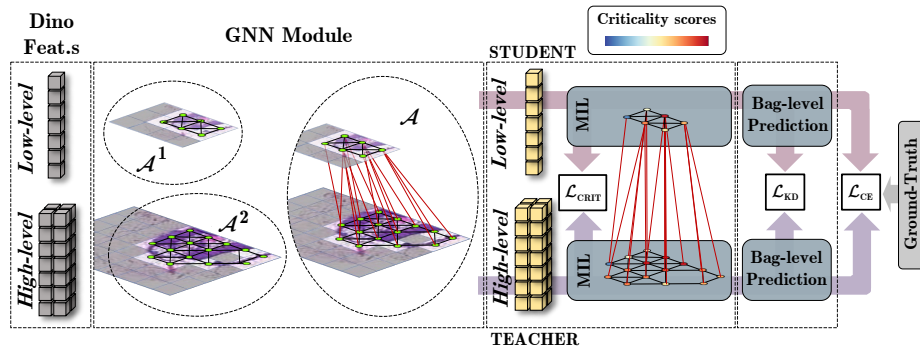 Dino
Feat.s
GNN Module
Criticality scores
STUDENT
Low-level
High-level
𝒜¹
𝒜²
𝒜
Low-level
High-level
MIL
MIL
ℒCRIT
Bag-level
Prediction
ℒKD
ℒCE
Bag-level
Prediction
Ground-Truth
TEACHER